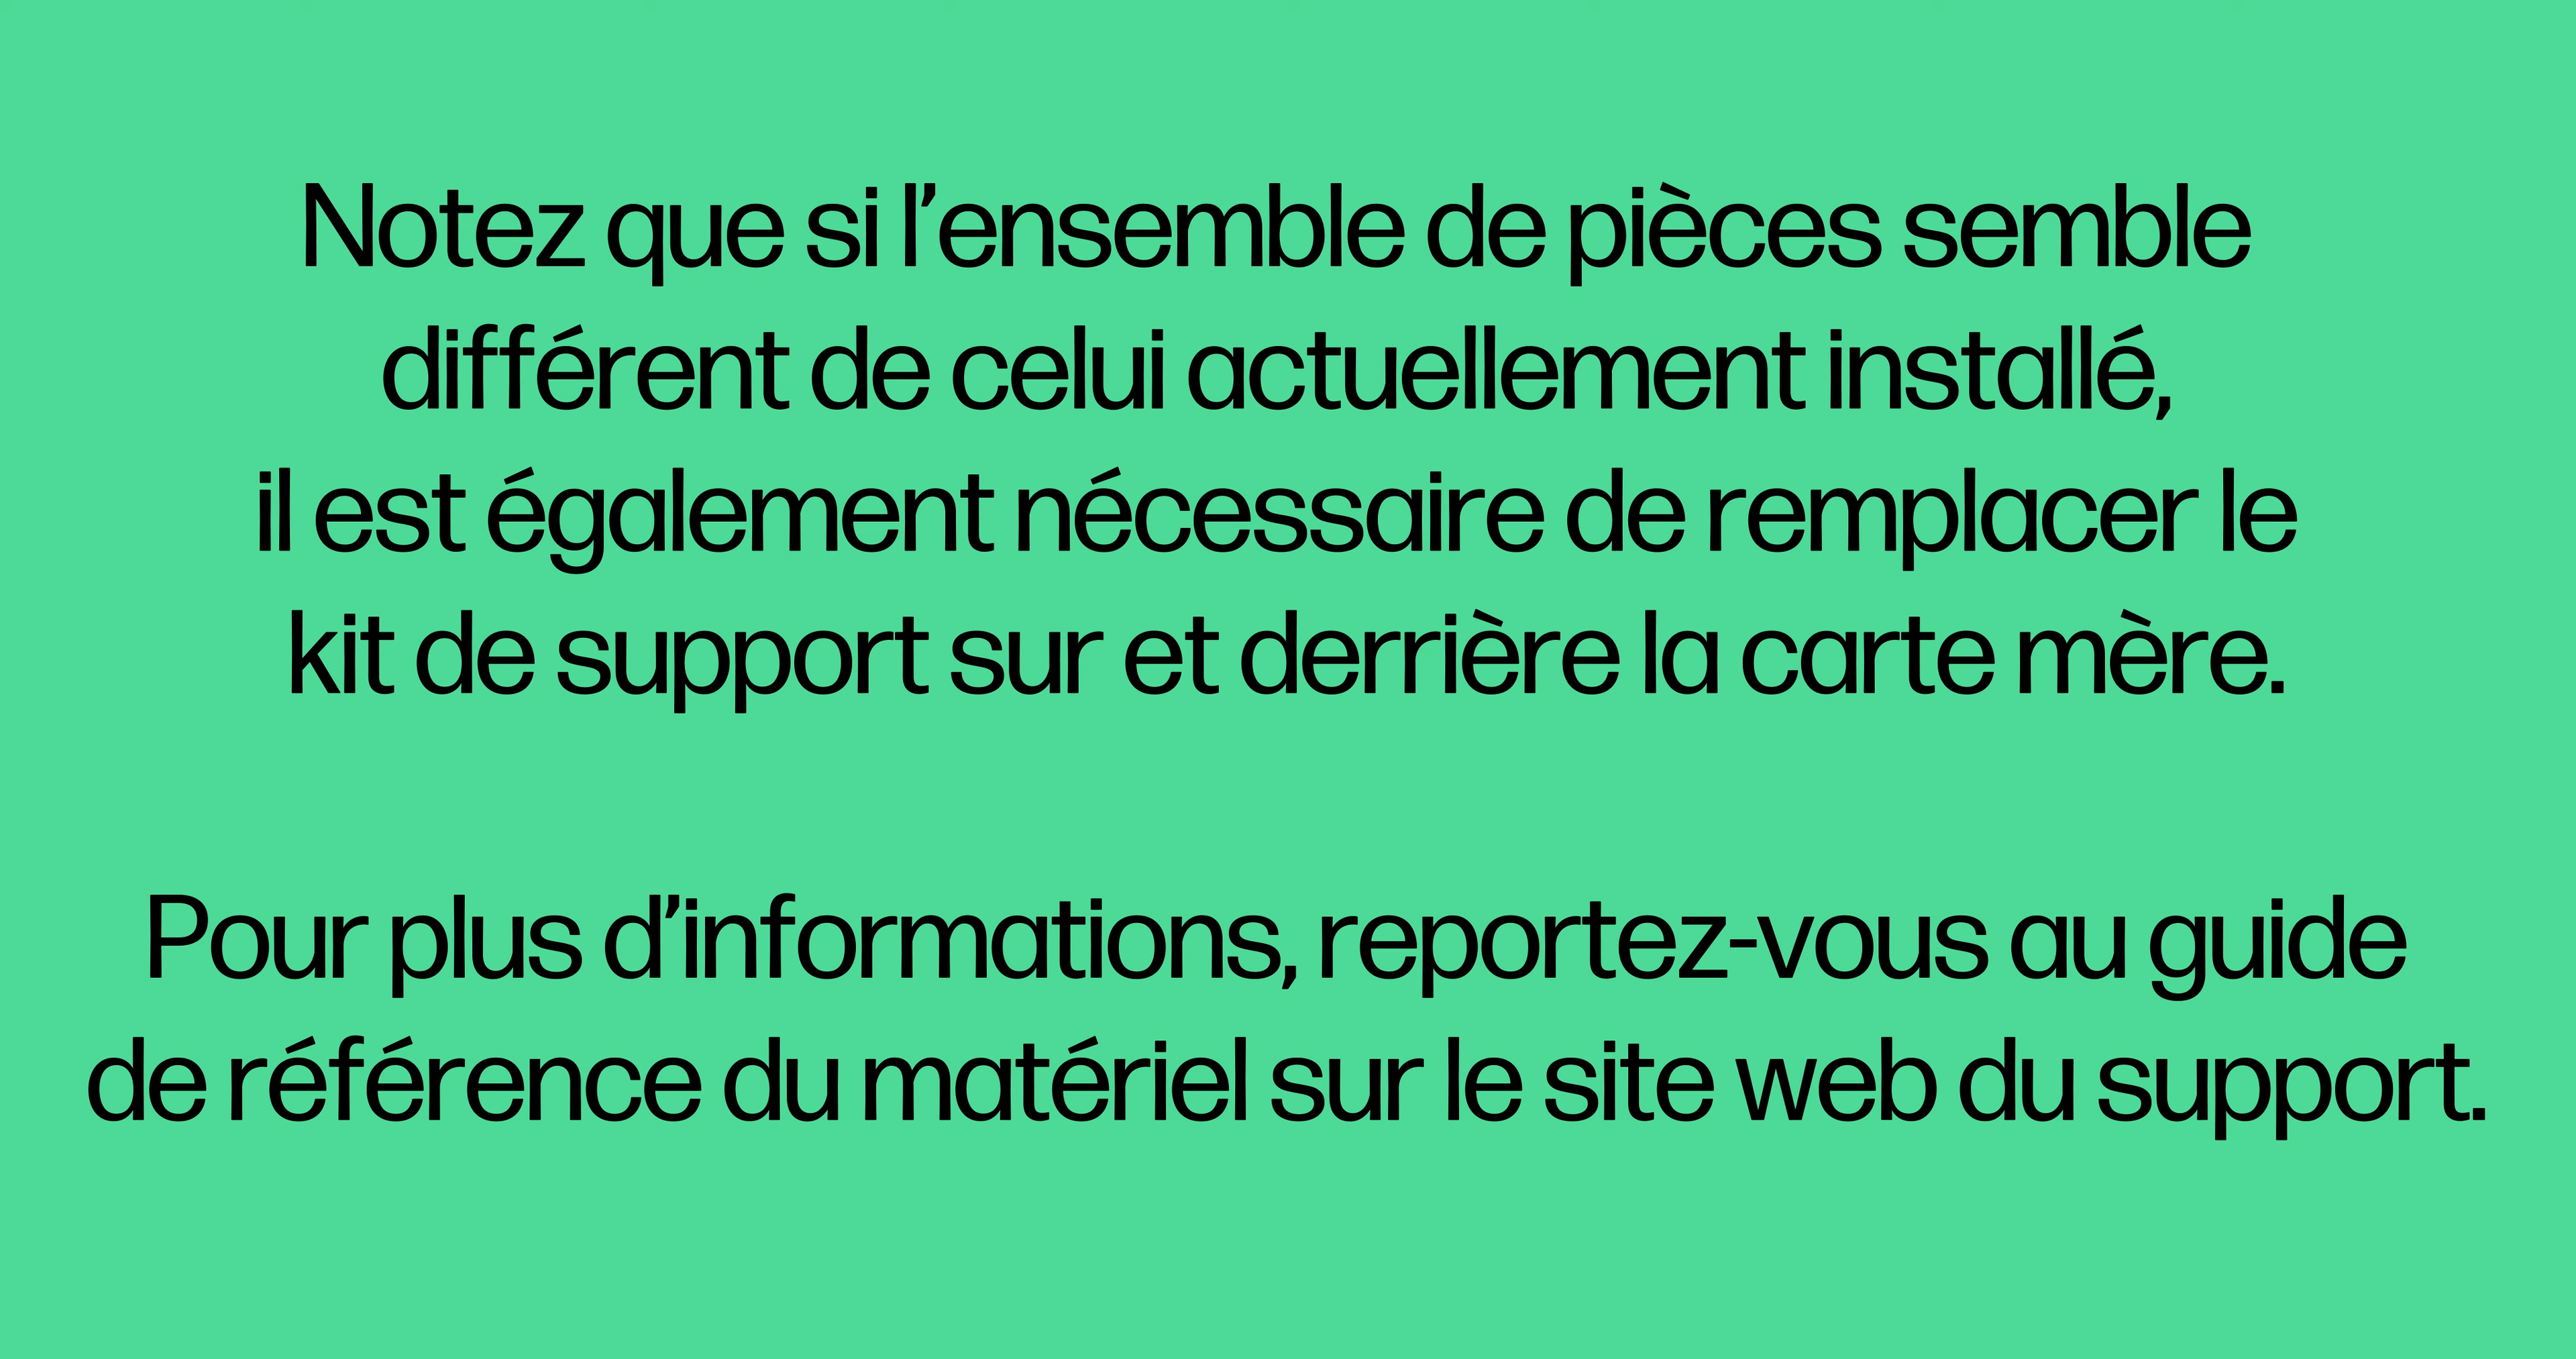 Notez que si l’ensemble de pièces semble
différent de celui actuellement installé,
il est également nécessaire de remplacer le
kit de support sur et derrière la carte mère.
Pour plus d’informations, reportez-vous au guide
de référence du matériel sur le site web du support.